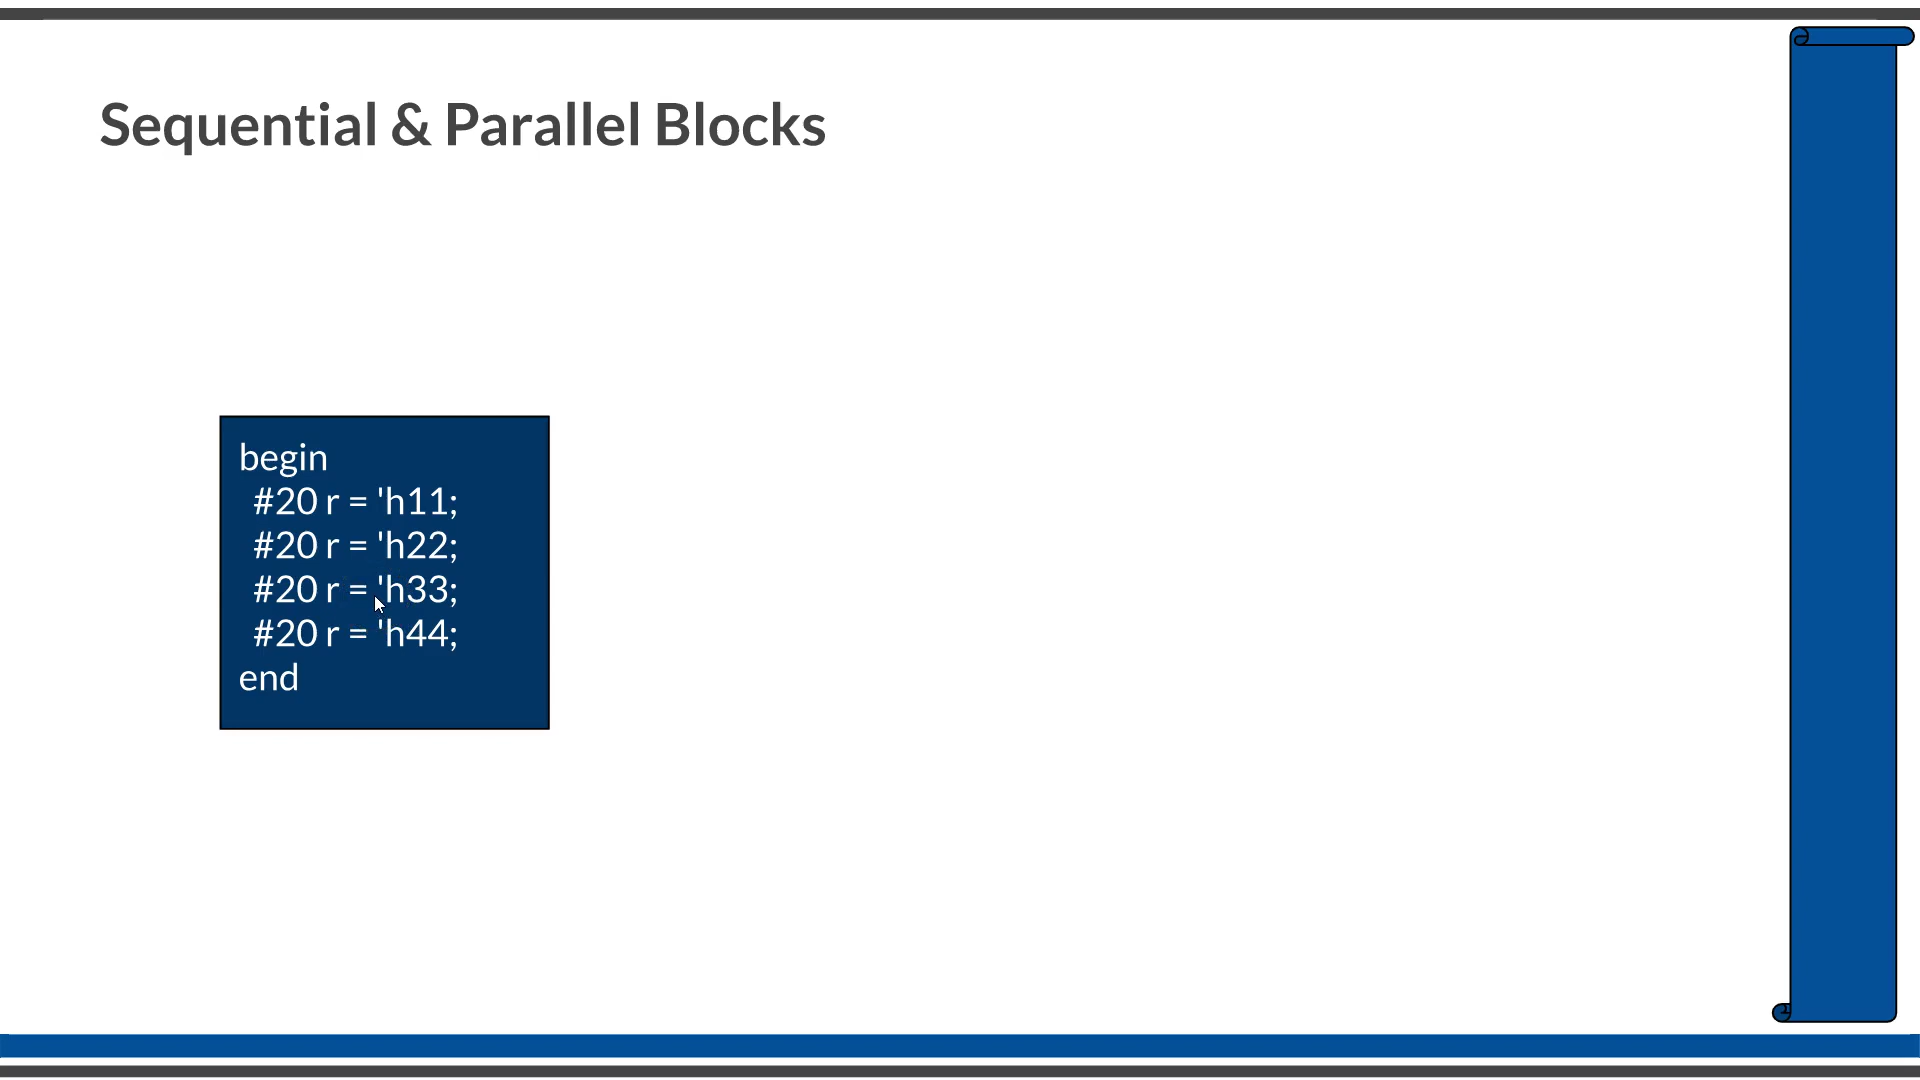 Sequential & Parallel Blocks
begin
#20 r = 'h11;
#20 r = 'h22;
#20 r = 'h33;
#20 r = 'h44;
end